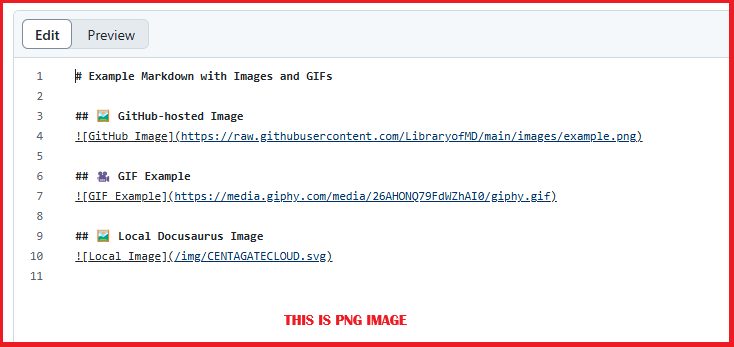 Edit Preview
1 # Example Markdown with Images and GIFs
2
3 ## 🖼️ GitHub-hosted Image
4 ![GitHub Image](https://raw.githubusercontent.com/LibraryofMD/main/images/example.png)
5
6 ## 🎥 GIF Example
7 ![GIF Example](https://media.giphy.com/media/26AHONQ79FdWZhAI0/giphy.gif)
8
9 ## 🖼️ Local Docusaurus Image
10 ![Local Image](/img/CENTAGATECLOUD.svg)
11
THIS IS PNG IMAGE